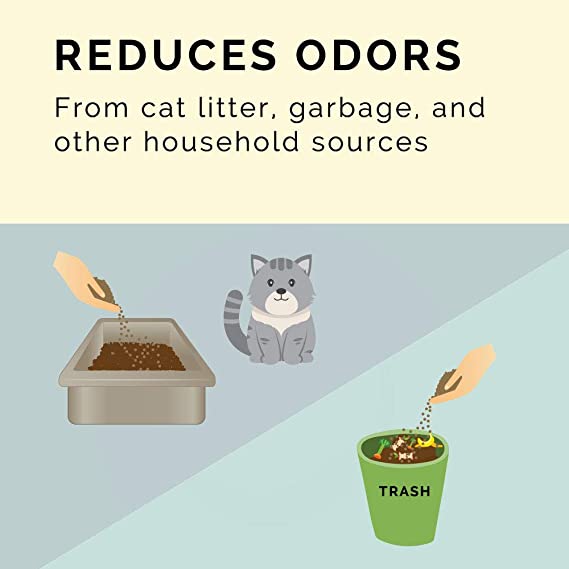 REDUCES ODORS
From cat litter, garbage, and
other household sources
TRASH